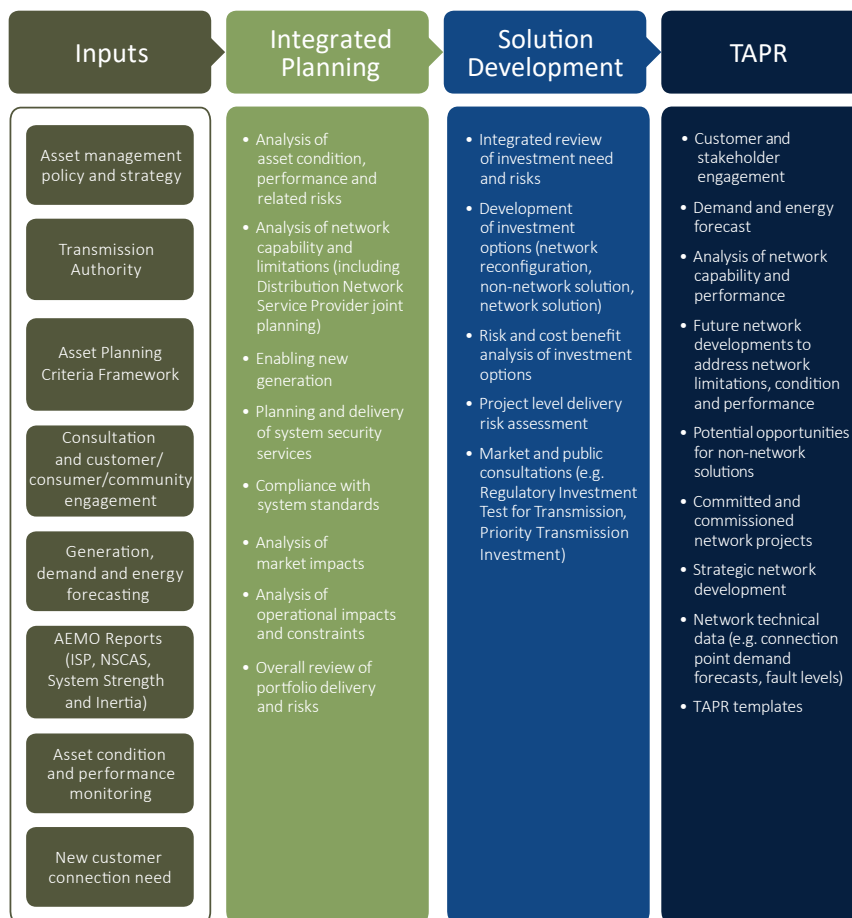 Inputs
Integrated
Planning
Solution
Development
TAPR
Asset management
policy and strategy
Transmission
Authority
Asset Planning
Criteria Framework
Consultation
and customer/
consumer/community
engagement
Generation,
demand and energy
forecasting
AEMO Reports
(ISP, NSCAS,
System Strength
and Inertia)
Asset condition
and performance
monitoring
New customer
connection need
• Analysis of
asset condition,
performance and
related risks
• Analysis of network
capability and
limitations (including
Distribution Network
Service Provider joint
planning)
• Enabling new
generation
• Planning and delivery
of system security
services
• Compliance with
system standards
• Analysis of
market impacts
• Analysis of
operational impacts
and constraints
• Overall review of
portfolio delivery
and risks
• Integrated review
of investment need
and risks
• Development
of investment
options (network
reconfiguration,
non-network solution,
network solution)
• Risk and cost benefit
analysis of investment
options
• Project level delivery
risk assessment
• Market and public
consultations (e.g.
Regulatory Investment
Test for Transmission,
Priority Transmission
Investment)
• Customer and
stakeholder
engagement
• Demand and energy
forecast
• Analysis of network
capability and
performance
• Future network
developments to
address network
limitations, condition
and performance
• Potential opportunities
for non-network
solutions
• Committed and
commissioned
network projects
• Strategic network
development
• Network technical
data (e.g. connection
point demand
forecasts, fault levels)
• TAPR templates